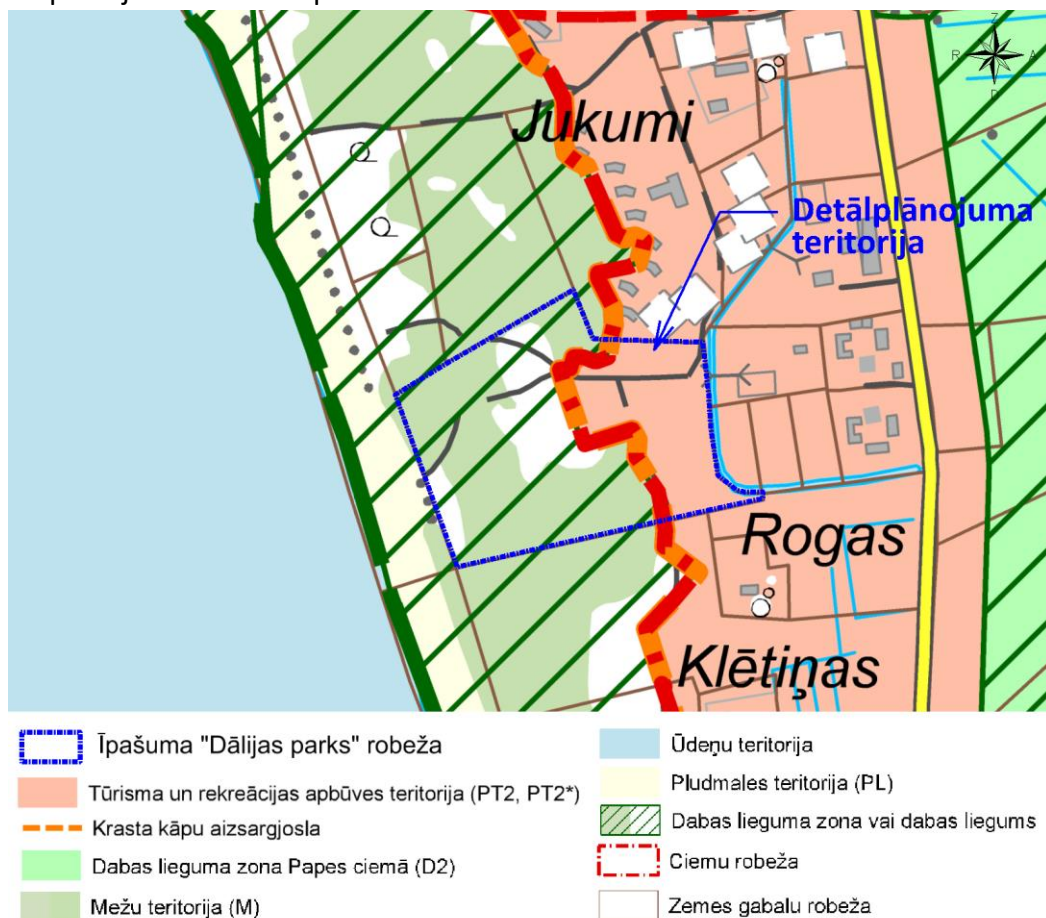 Z
R A
D
Jukumi
Detālplānojuma
teritorija
Rogas
Klētiņas
Īpašuma "Dālijas parks" robeža
Tūrisma un rekreācijas apbūves teritorija (PT2, PT2*)
Krasta kāpu aizsargjosla
Dabas lieguma zona Papes ciemā (D2)
Mežu teritorija (M)
Ūdeņu teritorija
Pludmales teritorija (PL)
Dabas lieguma zona vai dabas liegums
Ciemu robeža
Zemes gabalu robeža